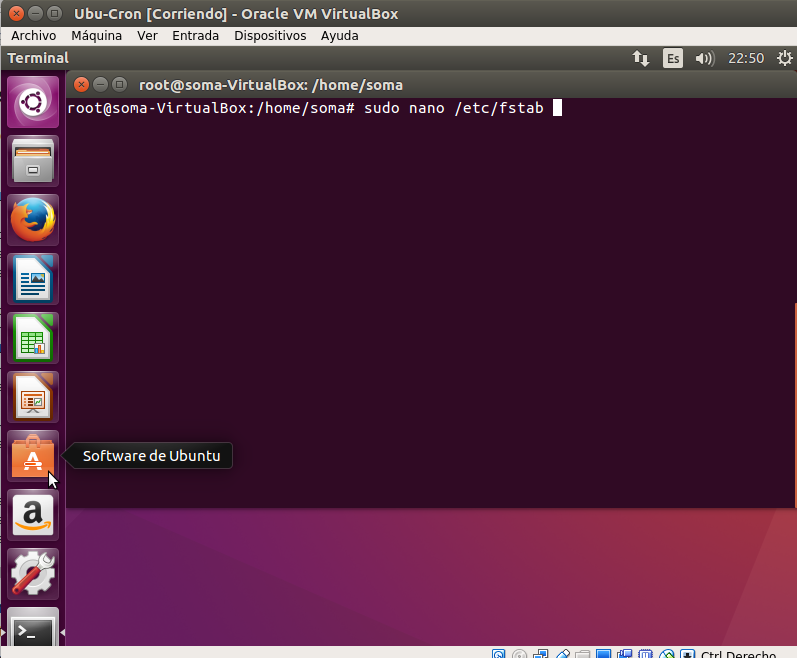 Ubu-Cron [Corriendo] - Oracle VM VirtualBox
Archivo Máquina Ver Entrada Dispositivos Ayuda
Terminal Es 22:50
root@soma-VirtualBox: /home/soma
root@soma-VirtualBox:/home/soma# sudo nano /etc/fstab
Software de Ubuntu
a
>_
Ctrl Derecho